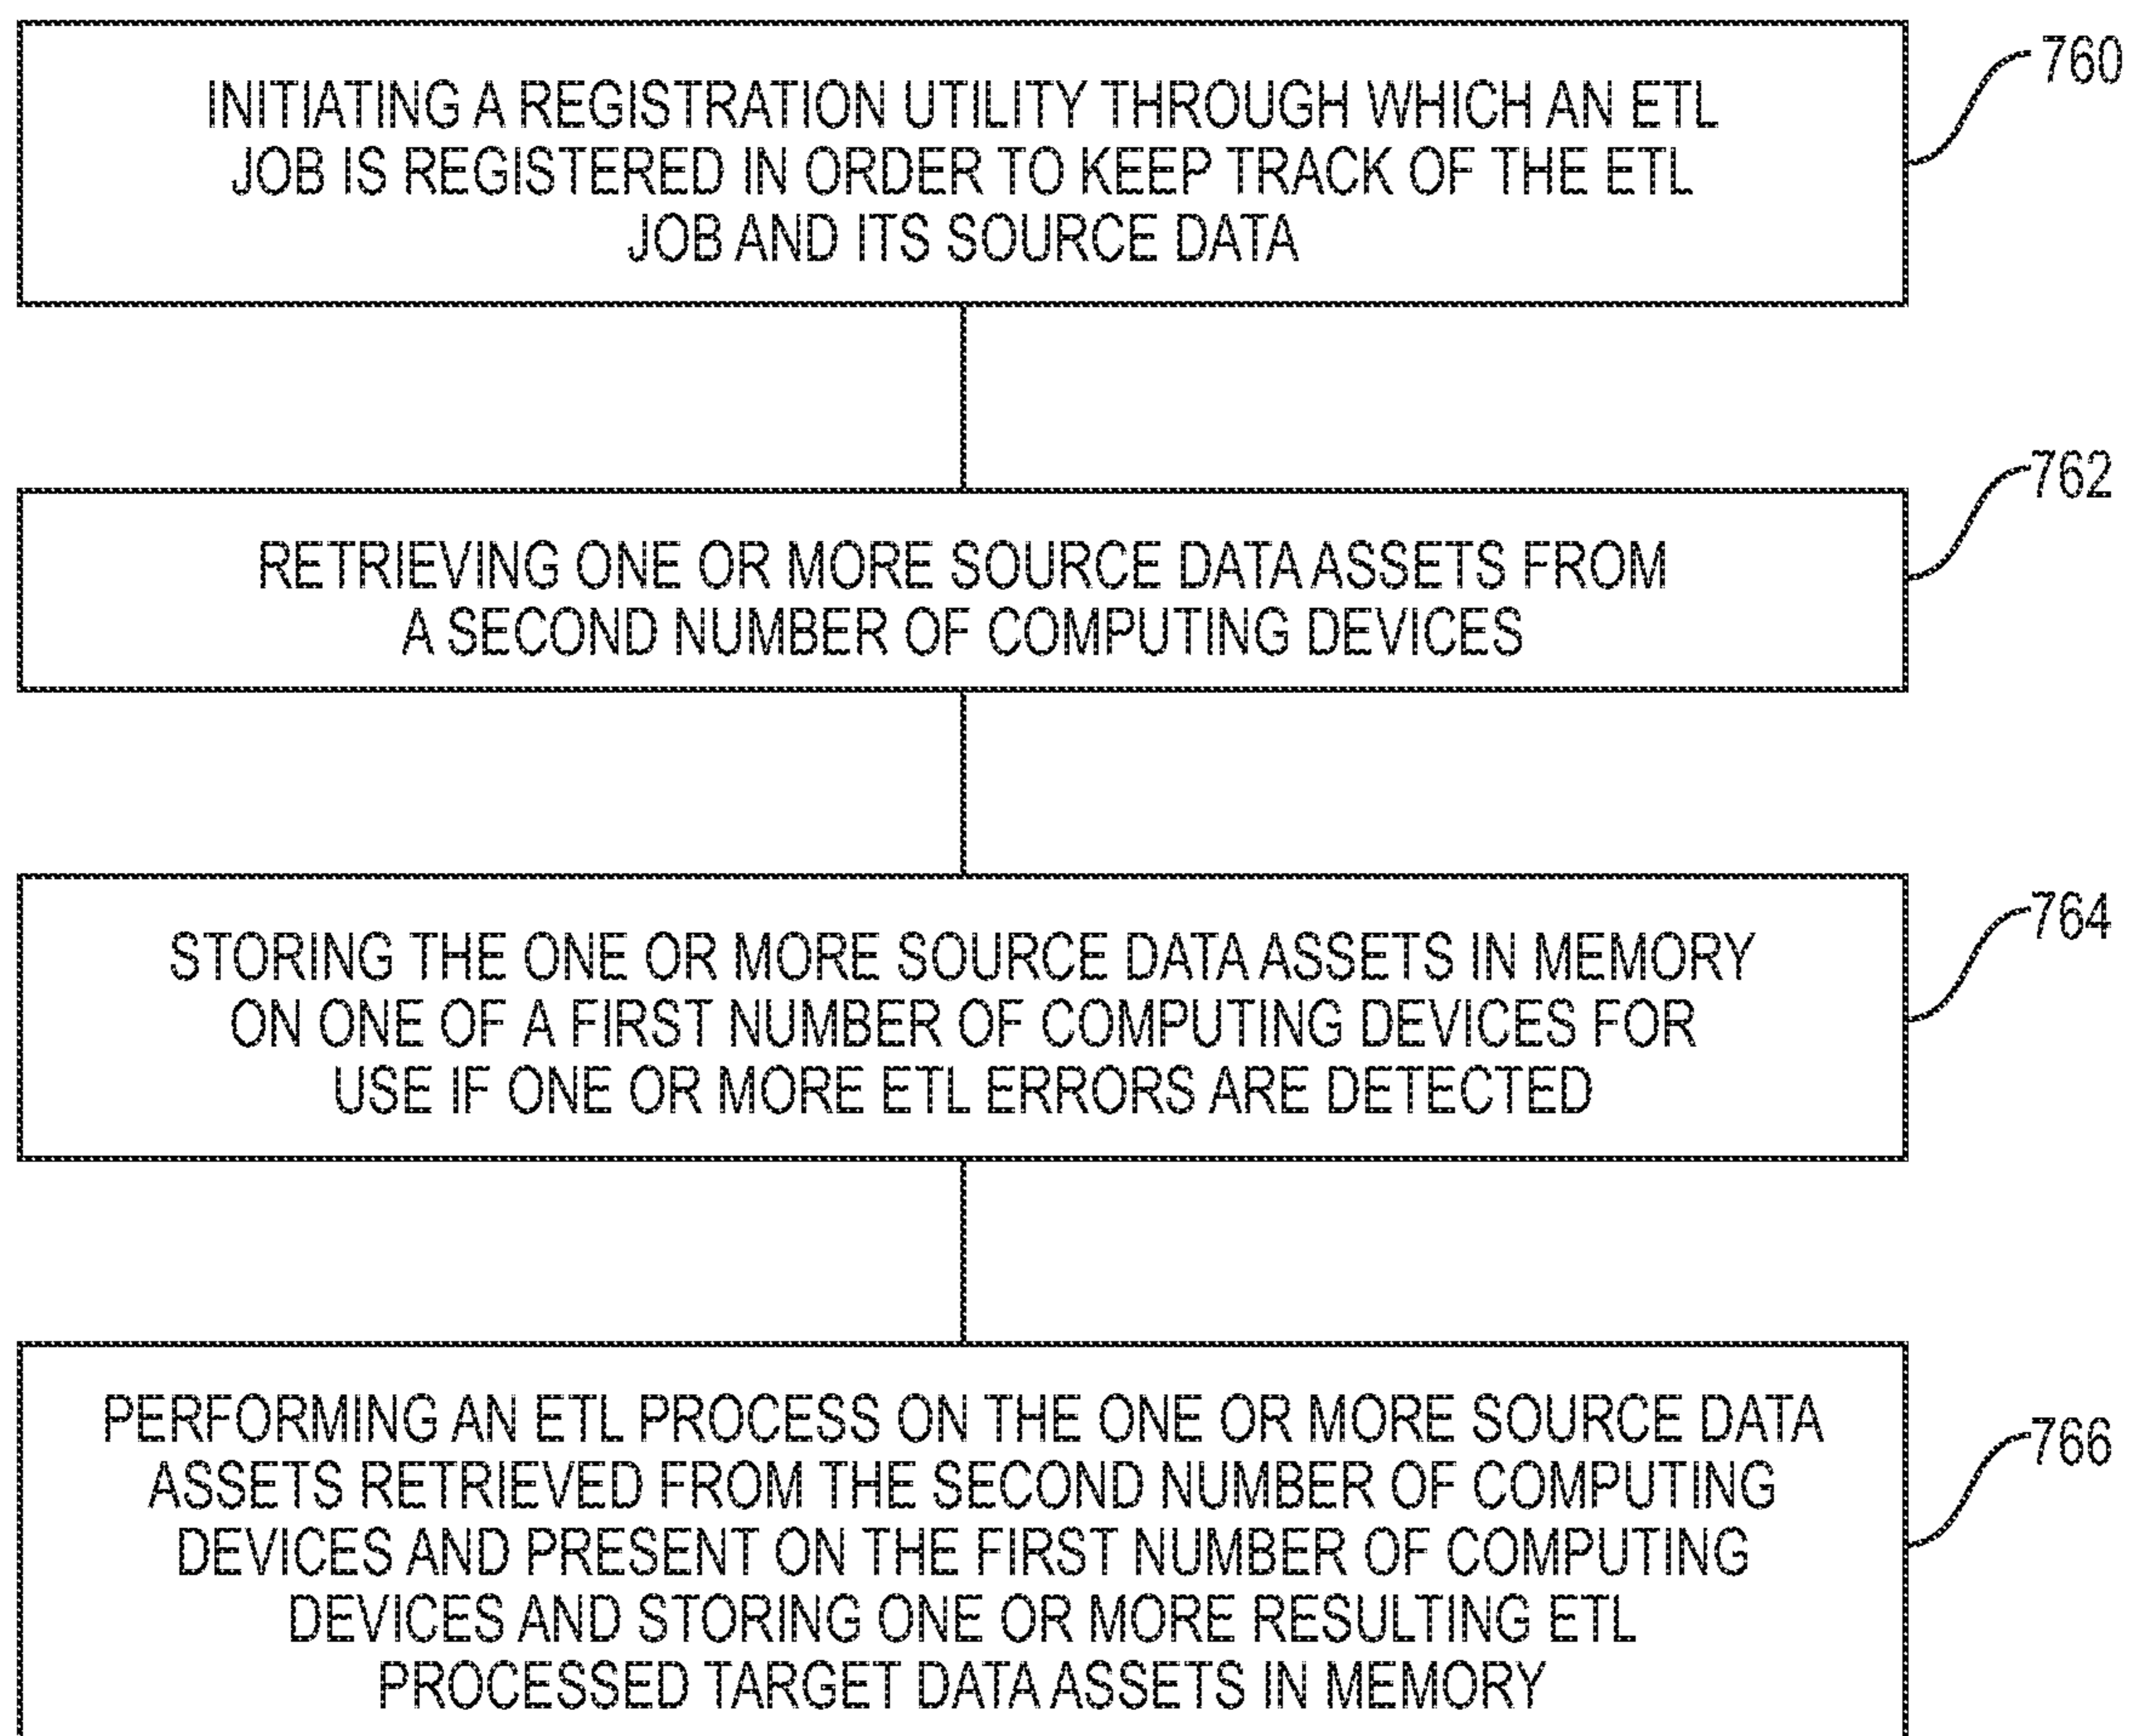 INITIATING A REGISTRATION UTILITY THROUGH WHICH AN ETL
JOB IS REGISTERED IN ORDER TO KEEP TRACK OF THE ETL
JOB AND ITS SOURCE DATA
760
RETRIEVING ONE OR MORE SOURCE DATA ASSETS FROM
A SECOND NUMBER OF COMPUTING DEVICES
762
STORING THE ONE OR MORE SOURCE DATA ASSETS IN MEMORY
ON ONE OF A FIRST NUMBER OF COMPUTING DEVICES FOR
USE IF ONE OR MORE ETL ERRORS ARE DETECTED
764
PERFORMING AN ETL PROCESS ON THE ONE OR MORE SOURCE DATA
ASSETS RETRIEVED FROM THE SECOND NUMBER OF COMPUTING
DEVICES AND PRESENT ON THE FIRST NUMBER OF COMPUTING
DEVICES AND STORING ONE OR MORE RESULTING ETL
PROCESSED TARGET DATA ASSETS IN MEMORY
766